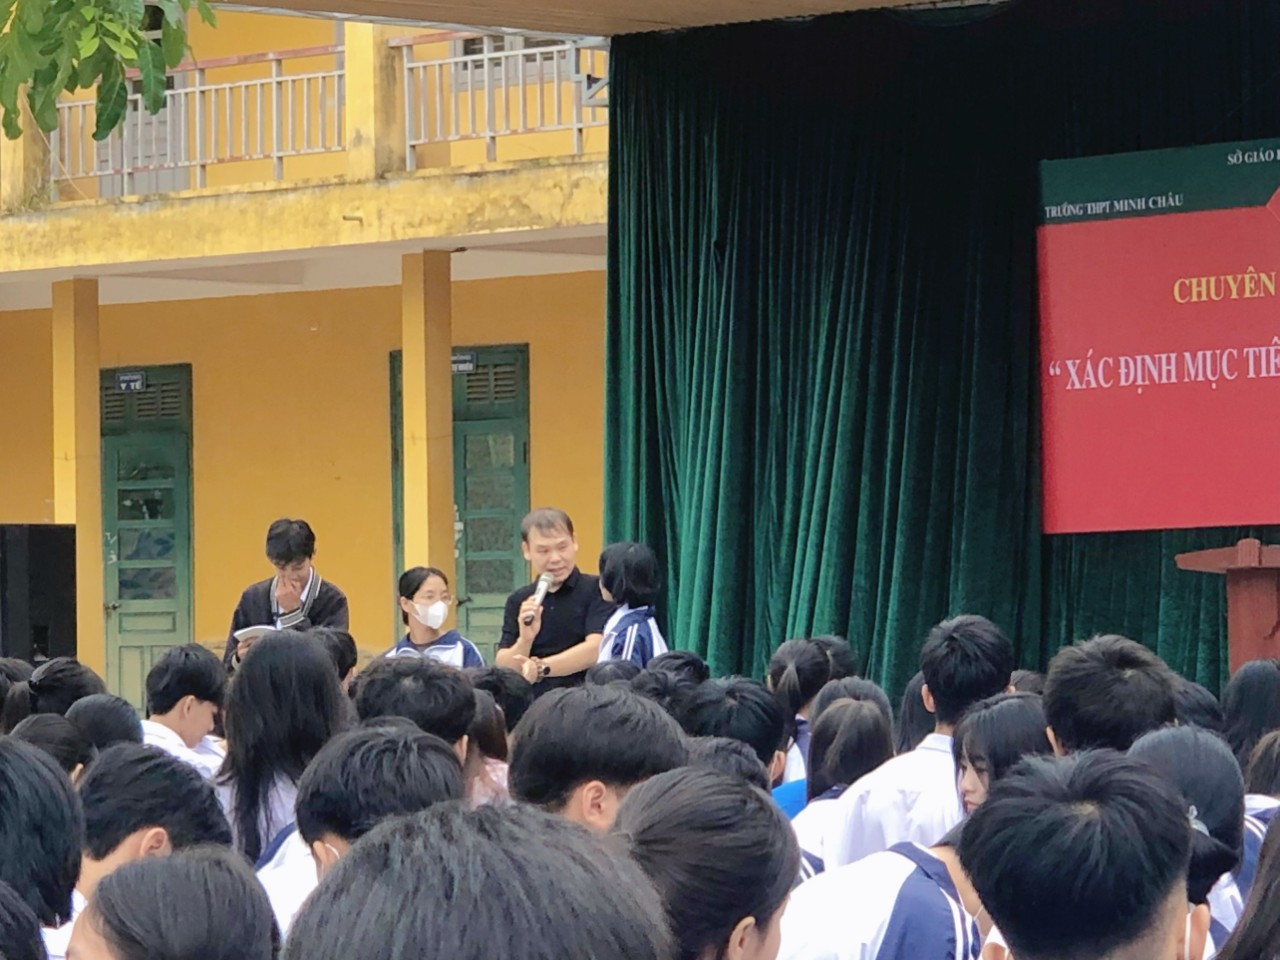 SỞ GIÁO
TRƯỜNG THPT MINH CHÂU
CHUYÊN
“ XÁC ĐỊNH MỤC TIÊ
Y TẾ